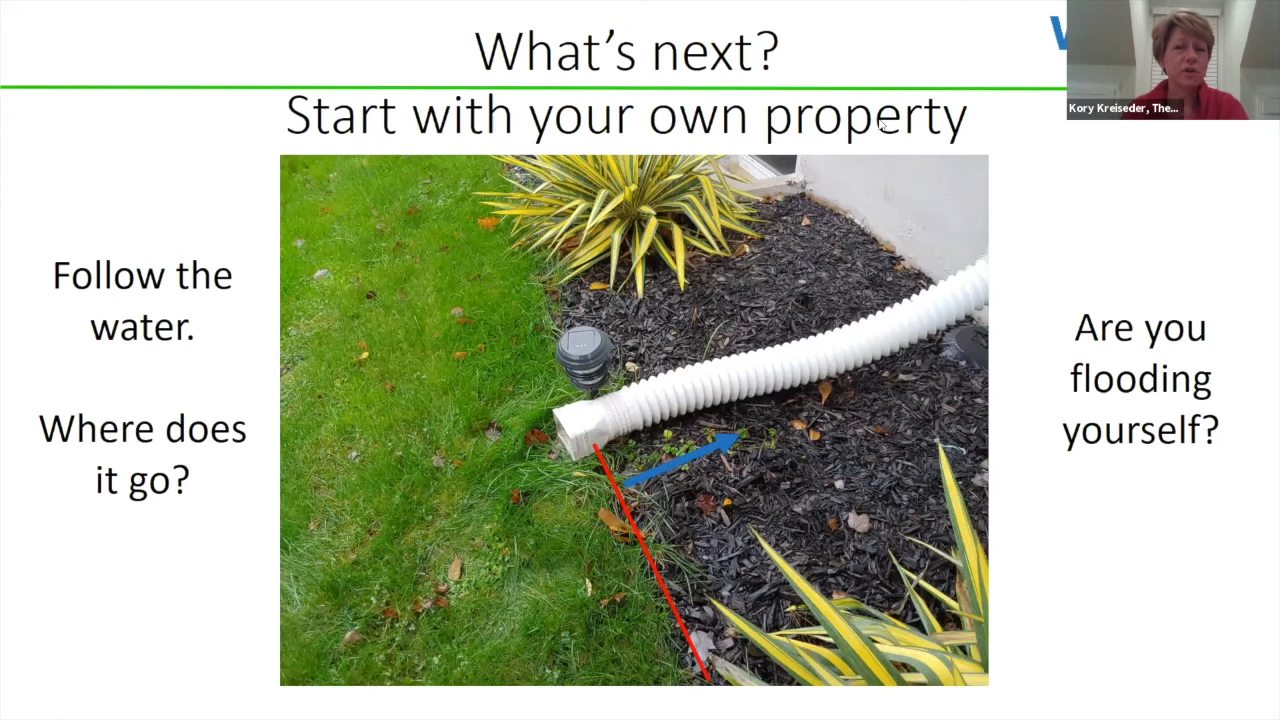 What's next?
Start with your own property
Kory Kreiseder, The...
Follow the
water.
Where does
it go?
Are you
flooding
yourself?